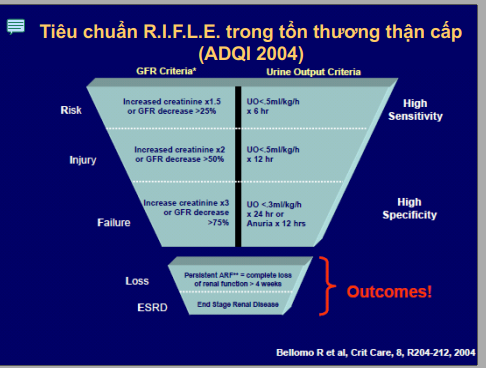 Tiêu chuẩn R.I.F.L.E. trong tổn thương thận cấp
(ADQI 2004)
GFR Criteria*
Urine Output Criteria
Risk
Increased creatinine x1.5
or GFR decrease >25%
UO<.5ml/kg/h
x 6 hr
High
Sensitivity
Injury
Increased creatinine x2
or GFR decrease >50%
UO<.5ml/kg/h
x 12 hr
Failure
Increase creatinine x3
or GFR decrease
>75%
UO <.3ml/kg/h
x 24 hr or
Anuria x 12 hrs
High
Specificity
Loss
Persistent ARF** = complete loss
of renal function > 4 weeks
ESRD
End Stage Renal Disease
Outcomes!
Bellomo R et al, Crit Care, 8, R204-212, 2004